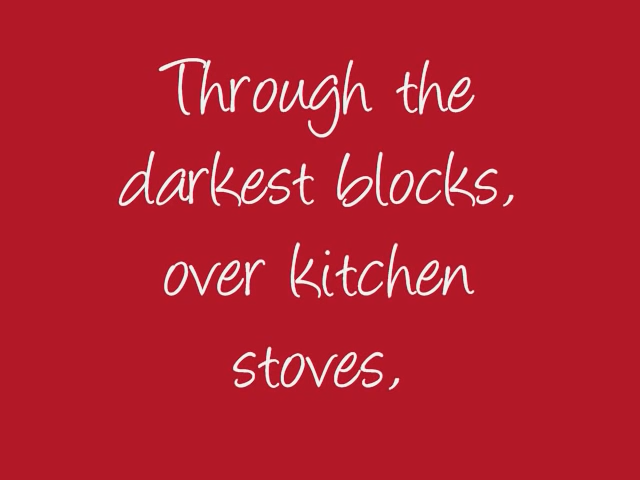 Through the
darkest blocks,
over kitchen
stoves,